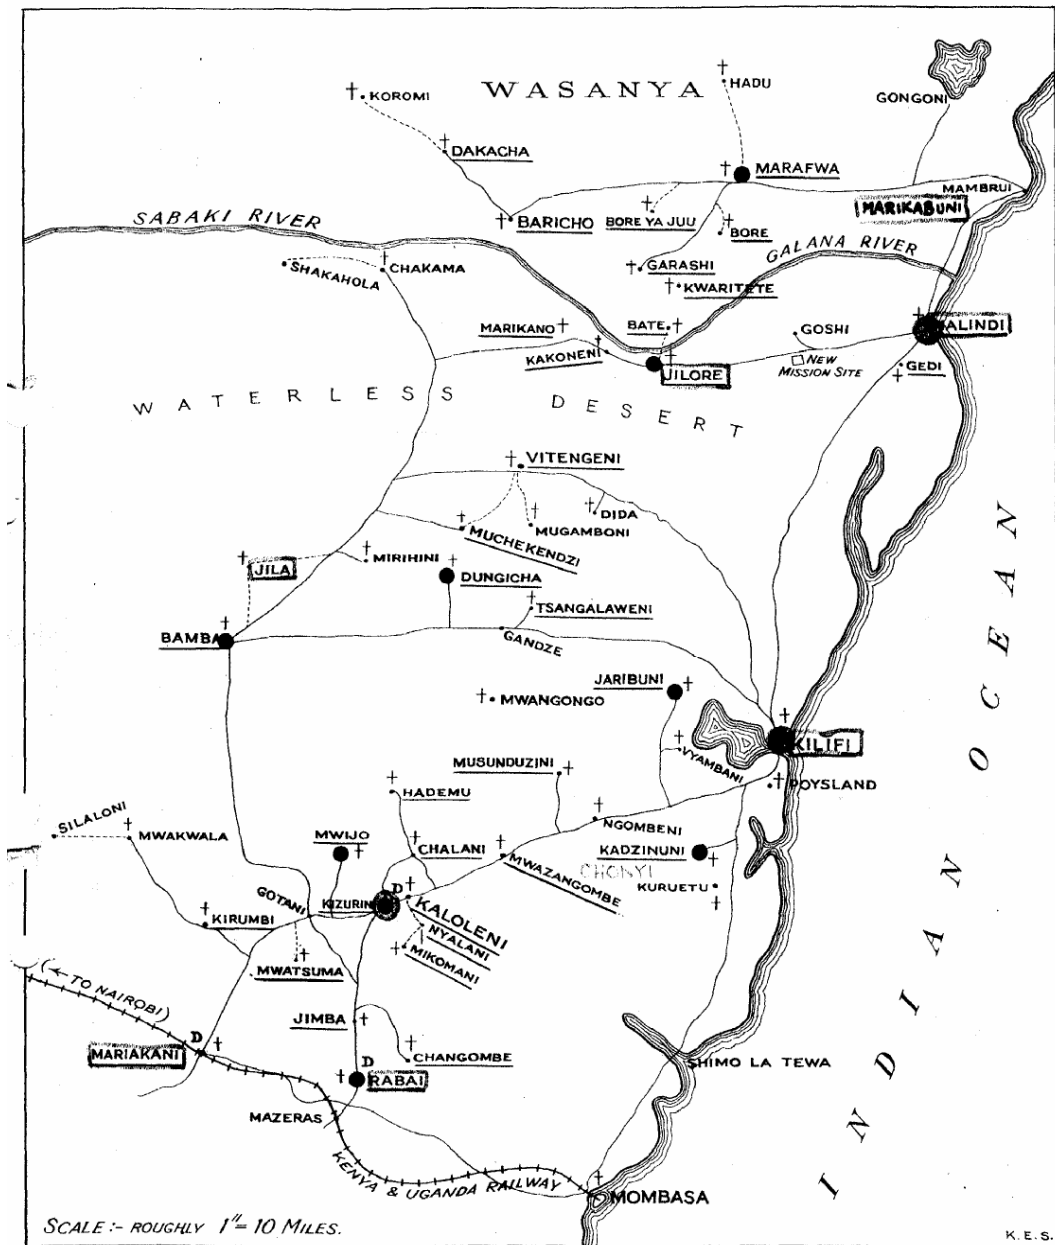 WASANYA
HADU
KOROMI
GONGONI
DAKACHA
MARAFWA
MAMBRUI
MARIKABUNI
SABAKI RIVER
BARICHO
BORE YA JUU
BORE
GALANA RIVER
SHAKAHOLA
CHAKAMA
GARASHI
KWARITETE
MARIKANO
BATE
GOSHI
MALINDI
KAKONENI
JILORE
NEW
MISSION SITE
GEDI
WATERLESS DESERT
VITENGENI
DIDA
MUGAMBONI
MUCHEKENDZI
JILA
MIRIHINI
DUNGICHA
TSANGALAWENI
BAMBA
GANDZE
JARIBUNI
MWANGONGO
KILIFI
VYAMBANI
MUSUNDUZINI
HADEMU
POYSLAND
SILALONI
MWAKWALA
NGOMBENI
MWIJO
CHALANI
KADZINUNI
MWAZANGOMBE
CHONYI
KURUETU
D
GOTANI
KIZURINI
KALOLENI
KIRUMBI
NYALANI
MIKOMANI
MWATSUMA
(← TO NAIROBI)
JIMBA
D
MARIAKANI
D
CHANGOMBE
RABAI
SHIMO LA TEWA
MAZERAS
KENYA & UGANDA RAILWAY
MOMBASA
INDIAN OCEAN
SCALE :- ROUGHLY 1"= 10 MILES.
K.E.S.